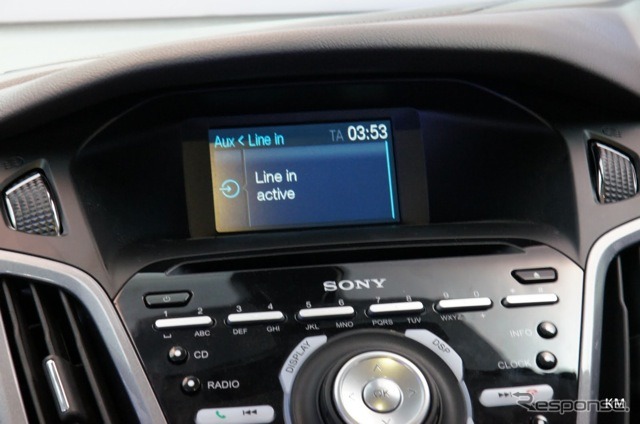 Aux < Line in TA 03:53
Line in
active
SONY
1 2 3 4 5 6 7 8 9 0 * #
ABC DEF GHI JKL MNO PQRS TUV WXYZ
INFO
CD
DISPLAY DSP
CLOCK
RADIO
OK
KM
Response.